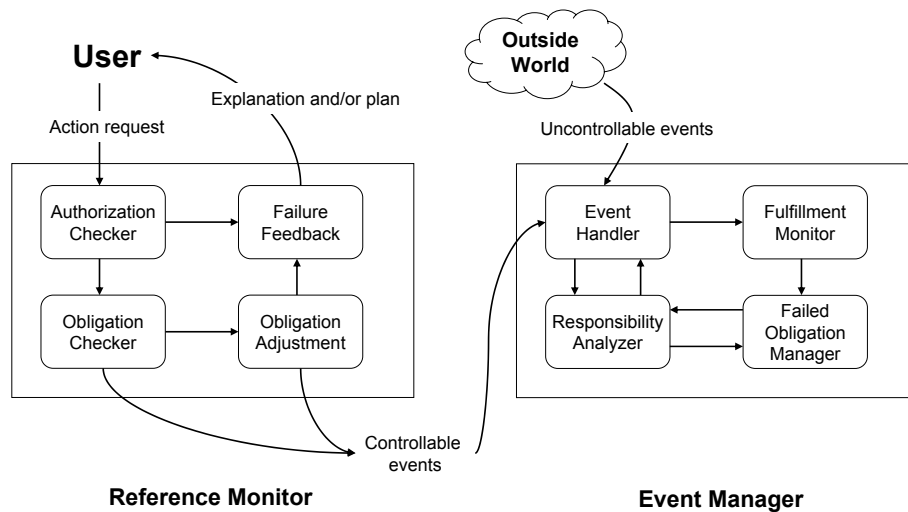 User
Outside
World
Explanation and/or plan
Action request
Uncontrollable events
Authorization
Checker
Failure
Feedback
Event
Handler
Fulfillment
Monitor
Obligation
Checker
Obligation
Adjustment
Responsibility
Analyzer
Failed
Obligation
Manager
Controllable
events
Reference Monitor
Event Manager